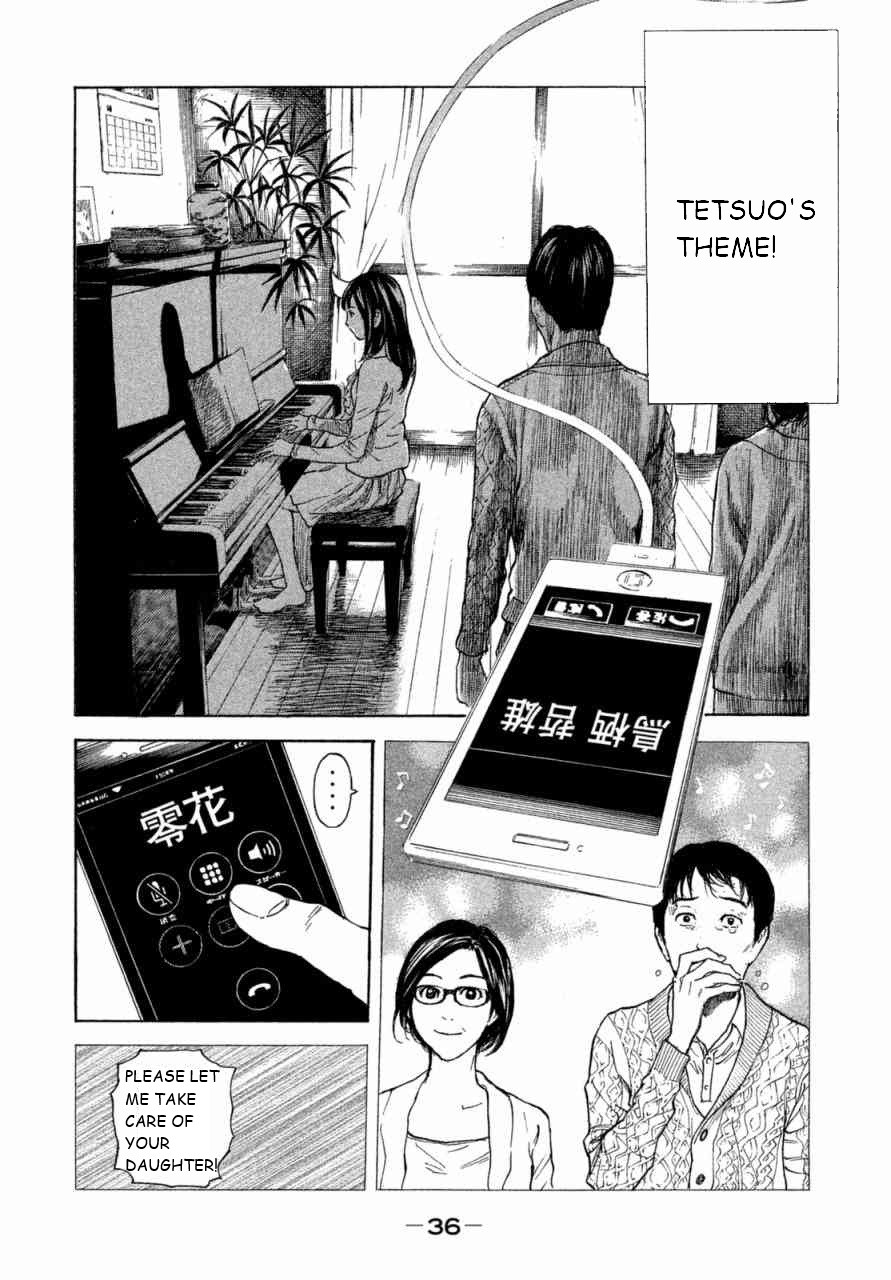 TETSUO'S
THEME!
鳥栖 哲雄
零花
PLEASE LET
ME TAKE
CARE OF
YOUR
DAUGHTER!
—36—